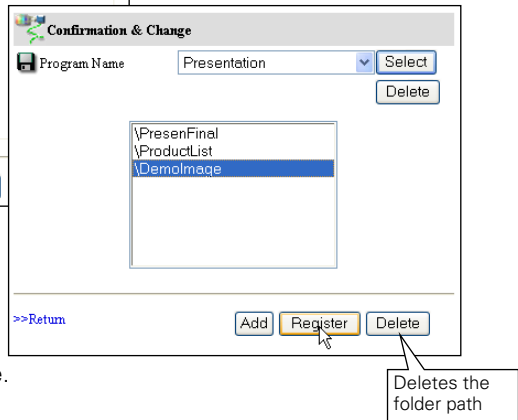 Confirmation & Change
Program Name
Presentation
Select
Delete
\PresenFinal
\ProductList
\DemoImage
>>Return
Add
Register
Delete
e.
Deletes the
folder path